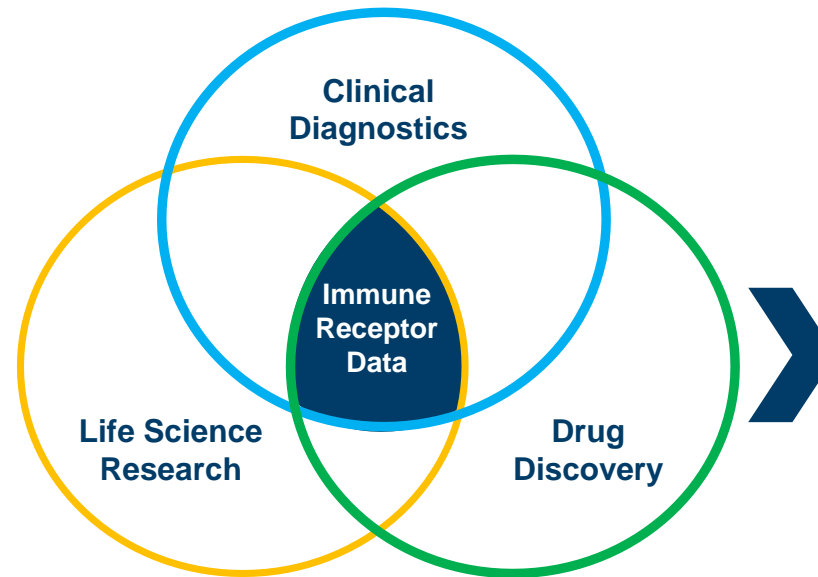 Clinical
Diagnostics
Immune
Receptor
Data
Life Science
Research
Drug
Discovery